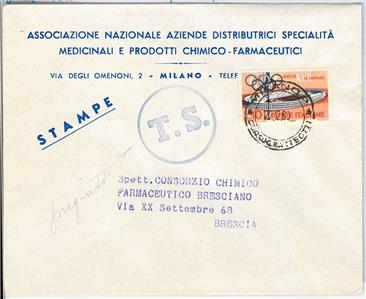 ASSOCIAZIONE NAZIONALE AZIENDE DISTRIBUTRICI SPECIALITÀ
MEDICINALI E PRODOTTI CHIMICO-FARMACEUTICI
VIA DEGLI OMENONI, 2 - MILANO - TELEF
STAMPE
T.S.
ITALIANE
Spett. CONSORZIO CHIMICO
FARMACEUTICO BRESCIANO
Via XX Settembre 68
BRESCIA